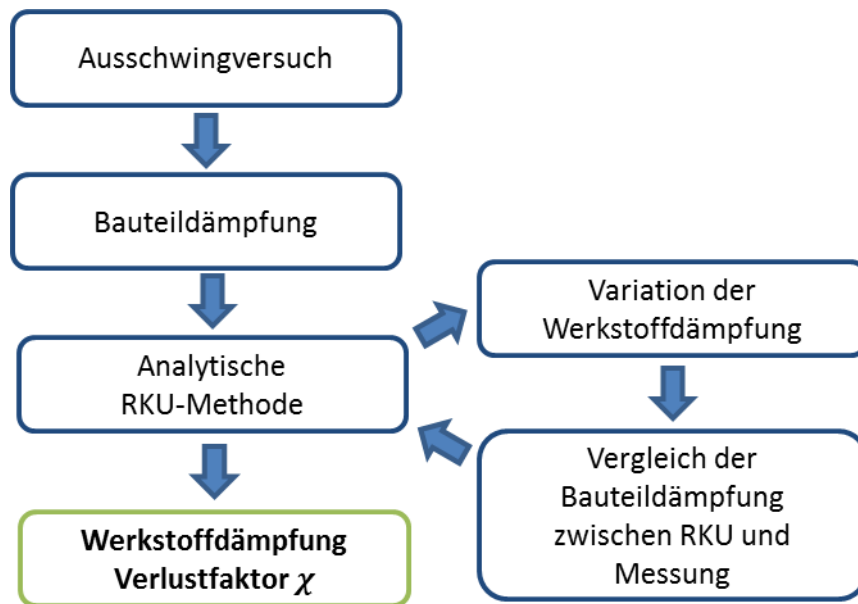 Ausschwingversuch
Bauteildämpfung
Analytische
RKU-Methode
Werkstoffdämpfung
Verlustfaktor χ
Variation der
Werkstoffdämpfung
Vergleich der
Bauteildämpfung
zwischen RKU und
Messung